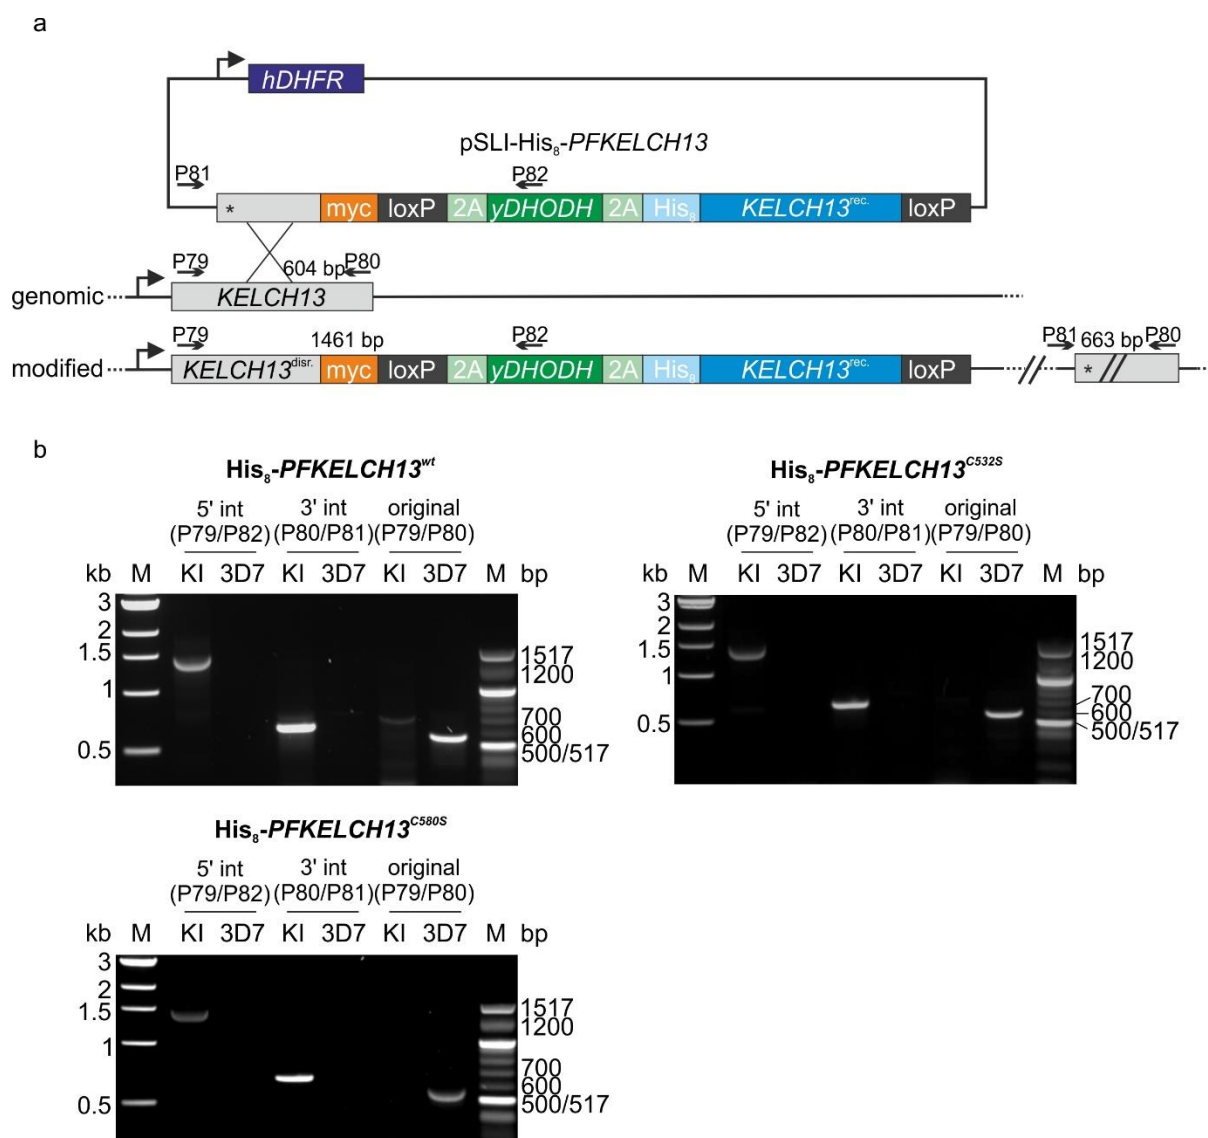 a
hDHFR
pSLI-His₈-PFKELCH13
P81 P82
* myc loxP 2A yDHODH 2A His₈ KELCH13rec. loxP
P79 604 bp P80
genomic KELCH13
P79 1461 bp P82 P81 663 bp P80
modified KELCH13disr. myc loxP 2A yDHODH 2A His₈ KELCH13rec. loxP *
b
His₈-PFKELCH13wt
5' int 3' int original
(P79/P82) (P80/P81) (P79/P80)
kb M KI 3D7 KI 3D7 KI 3D7 M bp
3
2
1.5 1517
1200
1
700
600
0.5 500/517
His₈-PFKELCH13C532S
5' int 3' int original
(P79/P82) (P80/P81) (P79/P80)
kb M KI 3D7 KI 3D7 KI 3D7 M bp
3
2
1.5 1517
1200
1
700
600
0.5 500/517
His₈-PFKELCH13C580S
5' int 3' int original
(P79/P82) (P80/P81) (P79/P80)
kb M KI 3D7 KI 3D7 KI 3D7 M bp
3
2
1.5 1517
1200
1
700
600
0.5 500/517